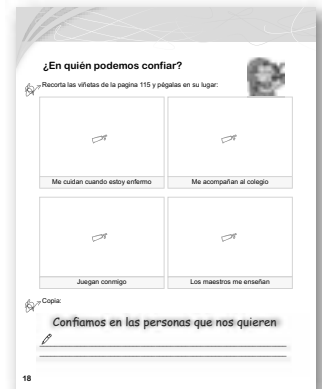 ¿En quién podemos confiar?
Recorta las viñetas de la pagina 115 y pégalas en su lugar:
Me cuidan cuando estoy enfermo
Me acompañan al colegio
Juegan conmigo
Los maestros me enseñan
Copia:
Confiamos en las personas que nos quieren
18